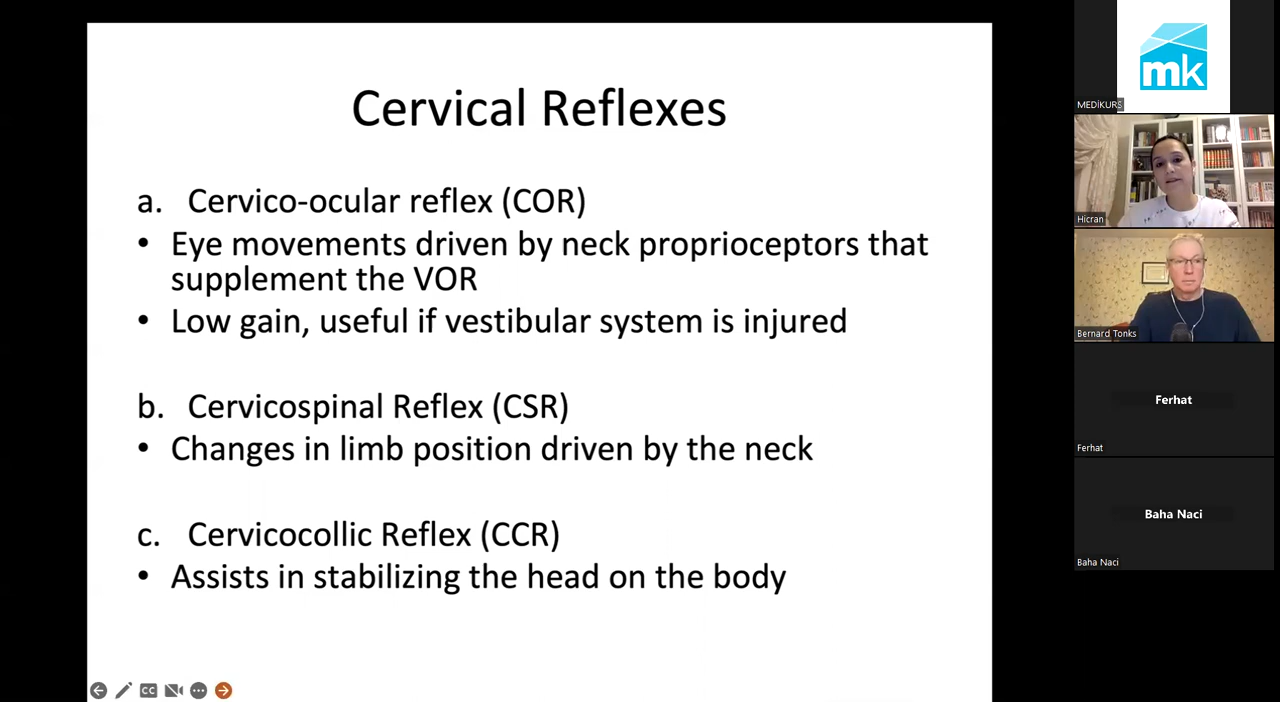 Cervical Reflexes
a. Cervico-ocular reflex (COR)
• Eye movements driven by neck proprioceptors that
supplement the VOR
• Low gain, useful if vestibular system is injured
b. Cervicospinal Reflex (CSR)
• Changes in limb position driven by the neck
c. Cervicocollic Reflex (CCR)
• Assists in stabilizing the head on the body
CC
mk
MEDİKURS
Hicran
Bernard Tonks
Ferhat
Ferhat
Baha Naci
Baha Naci